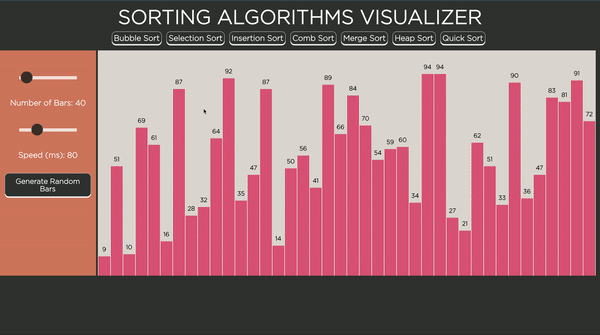 SORTING ALGORITHMS VISUALIZER
Bubble Sort Selection Sort Insertion Sort Comb Sort Merge Sort Heap Sort Quick Sort
Number of Bars: 40
Speed (ms): 80
Generate Random
Bars
9 51 10 69 61 16 87 28 32 64 92 35 47 87 14 50 56 41 89 66 84 70 54 59 60 34 94 94 27 21 62 51 33 90 36 47 83 81 91 72